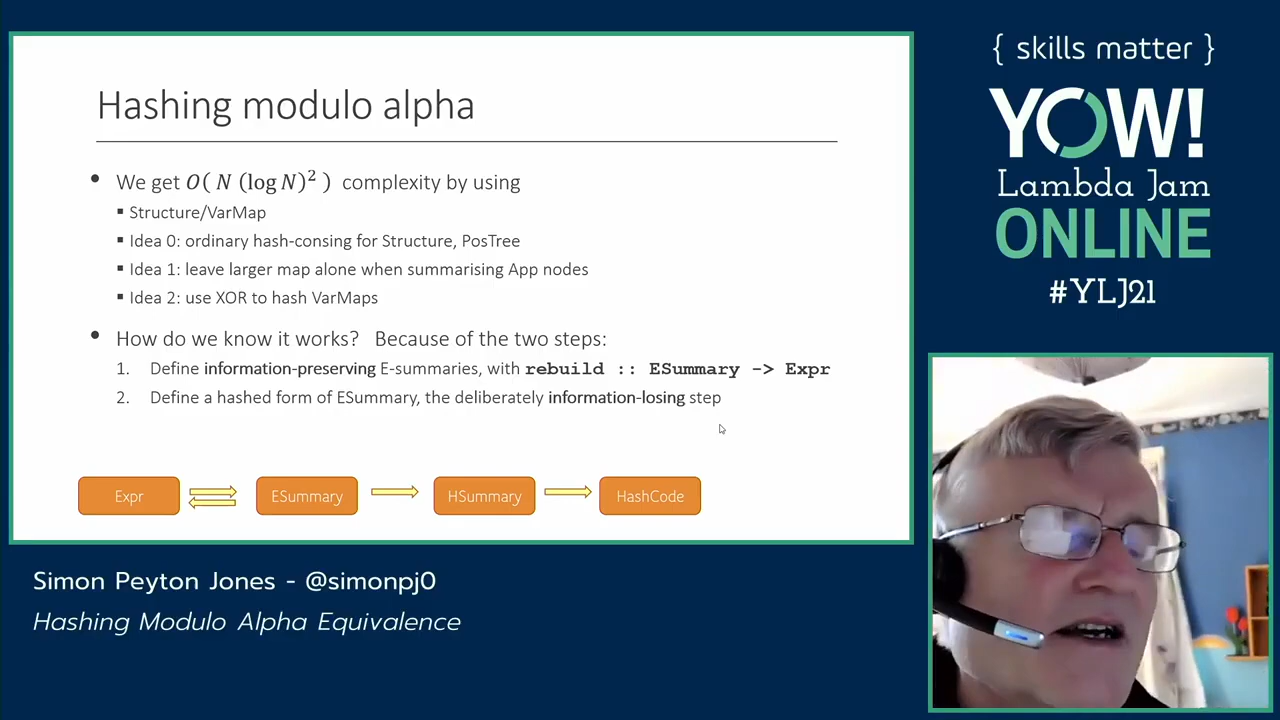 Hashing modulo alpha
• We get O( N (log N)² ) complexity by using
▪ Structure/VarMap
▪ Idea 0: ordinary hash-consing for Structure, PosTree
▪ Idea 1: leave larger map alone when summarising App nodes
▪ Idea 2: use XOR to hash VarMaps
• How do we know it works? Because of the two steps:
1. Define information-preserving E-summaries, with rebuild :: ESummary -> Expr
2. Define a hashed form of ESummary, the deliberately information-losing step
Expr ESummary HSummary HashCode
{ skills matter }
YOW!
Lambda Jam
ONLINE
#YLJ21
Simon Peyton Jones - @simonpj0
Hashing Modulo Alpha Equivalence